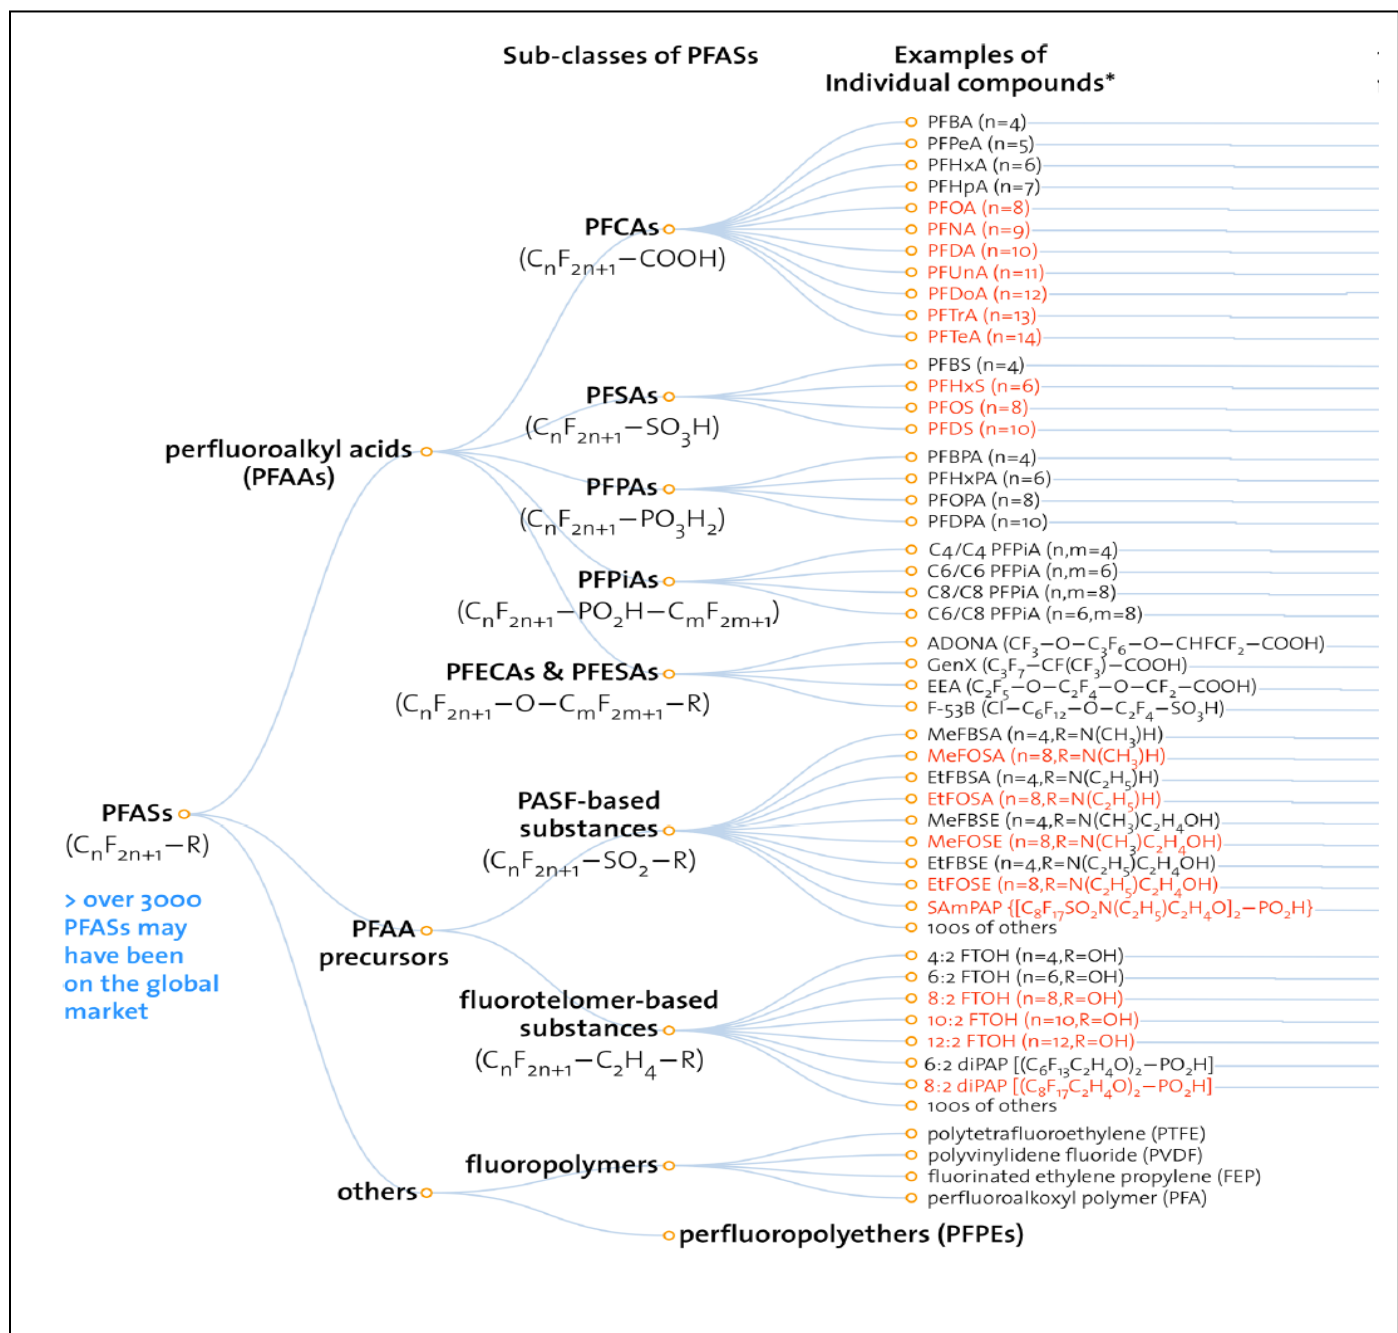 Sub-classes of PFASs
Examples of
Individual compounds*
PFBA (n=4)
PFPeA (n=5)
PFHxA (n=6)
PFHpA (n=7)
PFOA (n=8)
PFNA (n=9)
PFDA (n=10)
PFUnA (n=11)
PFDoA (n=12)
PFTrA (n=13)
PFTeA (n=14)
PFCAs
(CₙF₂ₙ₊₁−COOH)
PFBS (n=4)
PFHxS (n=6)
PFOS (n=8)
PFDS (n=10)
PFSAs
(CₙF₂ₙ₊₁−SO₃H)
perfluoroalkyl acids
(PFAAs)
PFBPA (n=4)
PFHxPA (n=6)
PFOPA (n=8)
PFDPA (n=10)
PFPAs
(CₙF₂ₙ₊₁−PO₃H₂)
C4/C4 PFPiA (n,m=4)
C6/C6 PFPiA (n,m=6)
C8/C8 PFPiA (n,m=8)
C6/C8 PFPiA (n=6,m=8)
PFPiAs
(CₙF₂ₙ₊₁−PO₂H−CₘF₂ₘ₊₁)
ADONA (CF₃−O−C₃F₆−O−CHFCF₂−COOH)
GenX (C₃F₇−CF(CF₃)−COOH)
EEA (C₂F₅−O−C₂F₄−O−CF₂−COOH)
F-53B (Cl−C₆F₁₂−O−C₂F₄−SO₃H)
PFECAs & PFESAs
(CₙF₂ₙ₊₁−O−CₘF₂ₘ₊₁−R)
MeFBSA (n=4,R=N(CH₃)H)
MeFOSA (n=8,R=N(CH₃)H)
EtFBSA (n=4,R=N(C₂H₅)H)
EtFOSA (n=8,R=N(C₂H₅)H)
MeFBSE (n=4,R=N(CH₃)C₂H₄OH)
MeFOSE (n=8,R=N(CH₃)C₂H₄OH)
EtFBSE (n=4,R=N(C₂H₅)C₂H₄OH)
EtFOSE (n=8,R=N(C₂H₅)C₂H₄OH)
SAmPAP {[C₈F₁₇SO₂N(C₂H₅)C₂H₄O]₂−PO₂H}
100s of others
PASF-based
substances
(CₙF₂ₙ₊₁−SO₂−R)
PFASs
(CₙF₂ₙ₊₁−R)
> over 3000
PFASs may
have been
on the global
market
PFAA
precursors
4:2 FTOH (n=4,R=OH)
6:2 FTOH (n=6,R=OH)
8:2 FTOH (n=8,R=OH)
10:2 FTOH (n=10,R=OH)
12:2 FTOH (n=12,R=OH)
6:2 diPAP [(C₆F₁₃C₂H₄O)₂−PO₂H]
8:2 diPAP [(C₈F₁₇C₂H₄O)₂−PO₂H]
100s of others
fluorotelomer-based
substances
(CₙF₂ₙ₊₁−C₂H₄−R)
polytetrafluoroethylene (PTFE)
polyvinylidene fluoride (PVDF)
fluorinated ethylene propylene (FEP)
perfluoroalkoxyl polymer (PFA)
fluoropolymers
others
perfluoropolyethers (PFPEs)